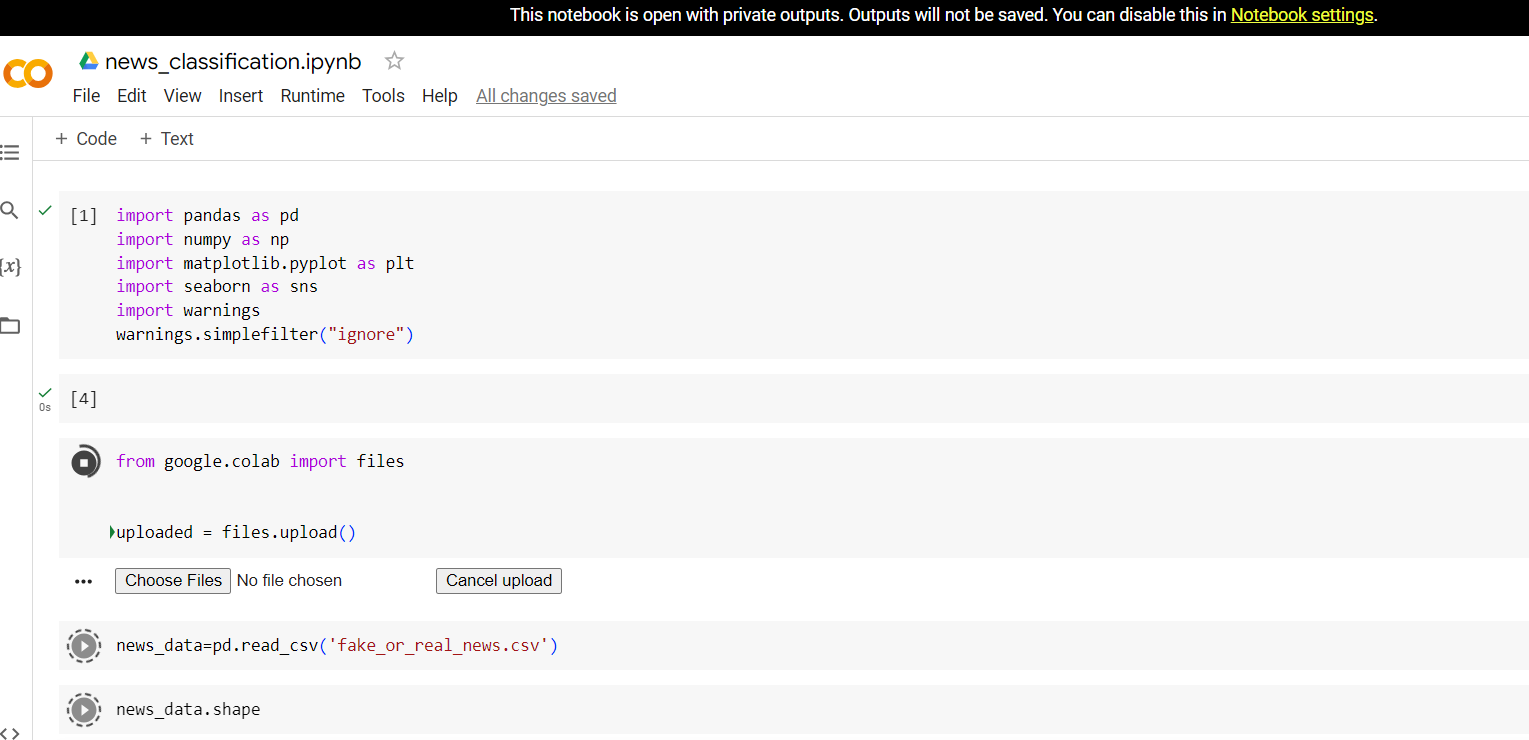 This notebook is open with private outputs. Outputs will not be saved. You can disable this in Notebook settings.
news_classification.ipynb
File Edit View Insert Runtime Tools Help All changes saved
+ Code + Text
[1] import pandas as pd
import numpy as np
import matplotlib.pyplot as plt
import seaborn as sns
import warnings
warnings.simplefilter("ignore")
0s [4]
from google.colab import files
uploaded = files.upload()
Choose Files No file chosen Cancel upload
news_data=pd.read_csv('fake_or_real_news.csv')
news_data.shape